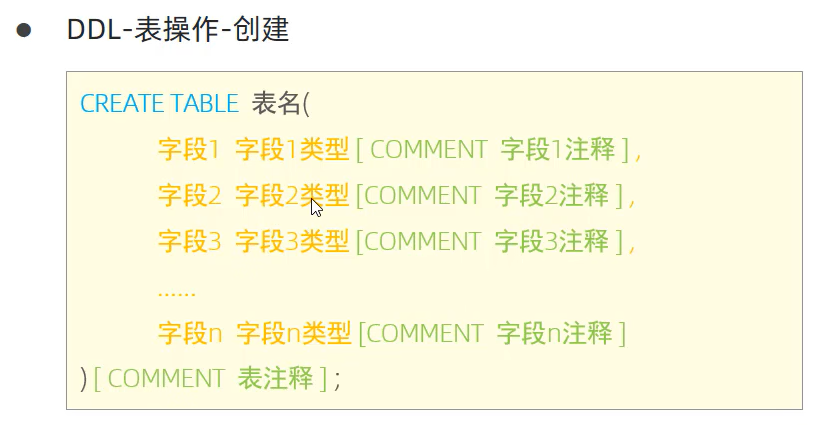 DDL-表操作-创建
CREATE TABLE 表名(
字段1 字段1类型 [ COMMENT 字段1注释 ] ,
字段2 字段2类型 [COMMENT 字段2注释 ] ,
字段3 字段3类型 [COMMENT 字段3注释 ] ,
......
字段n 字段n类型 [COMMENT 字段n注释 ]
) [ COMMENT 表注释 ] ;